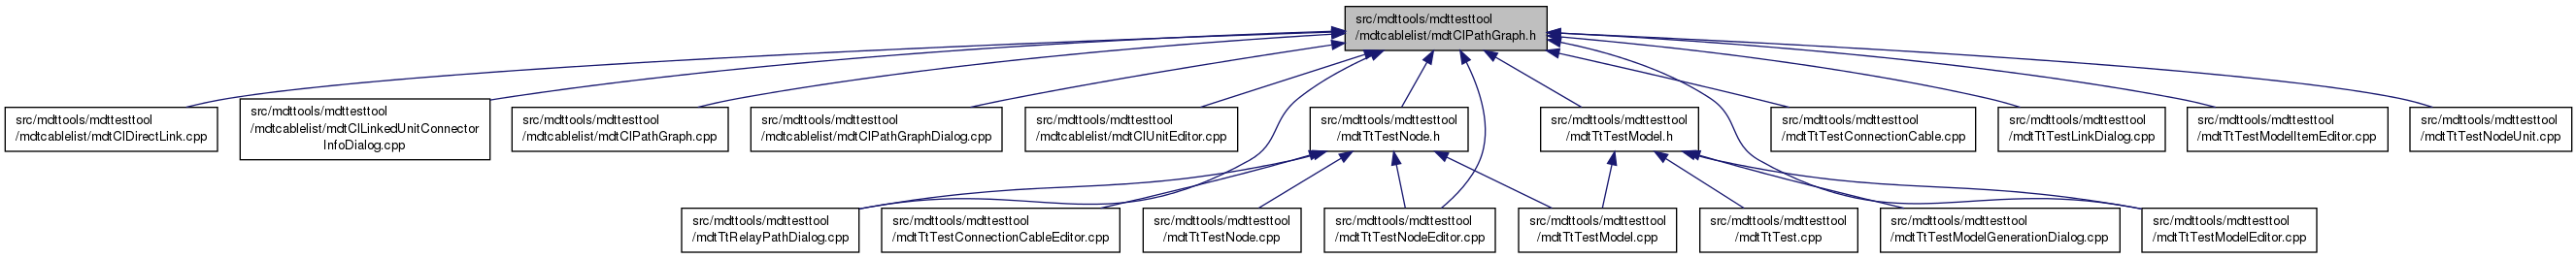 src/mdttools/mdttesttool
/mdtcablelist/mdtClPathGraph.h
src/mdttools/mdttesttool
/mdtcablelist/mdtClDirectLink.cpp
src/mdttools/mdttesttool
/mdtcablelist/mdtClLinkedUnitConnector
InfoDialog.cpp
src/mdttools/mdttesttool
/mdtcablelist/mdtClPathGraph.cpp
src/mdttools/mdttesttool
/mdtcablelist/mdtClPathGraphDialog.cpp
src/mdttools/mdttesttool
/mdtcablelist/mdtClUnitEditor.cpp
src/mdttools/mdttesttool
/mdtTtTestNode.h
src/mdttools/mdttesttool
/mdtTtTestModel.h
src/mdttools/mdttesttool
/mdtTtTestConnectionCable.cpp
src/mdttools/mdttesttool
/mdtTtTestLinkDialog.cpp
src/mdttools/mdttesttool
/mdtTtTestModelItemEditor.cpp
src/mdttools/mdttesttool
/mdtTtTestNodeUnit.cpp
src/mdttools/mdttesttool
/mdtTtRelayPathDialog.cpp
src/mdttools/mdttesttool
/mdtTtTestConnectionCableEditor.cpp
src/mdttools/mdttesttool
/mdtTtTestNode.cpp
src/mdttools/mdttesttool
/mdtTtTestNodeEditor.cpp
src/mdttools/mdttesttool
/mdtTtTestModel.cpp
src/mdttools/mdttesttool
/mdtTtTest.cpp
src/mdttools/mdttesttool
/mdtTtTestModelGenerationDialog.cpp
src/mdttools/mdttesttool
/mdtTtTestModelEditor.cpp